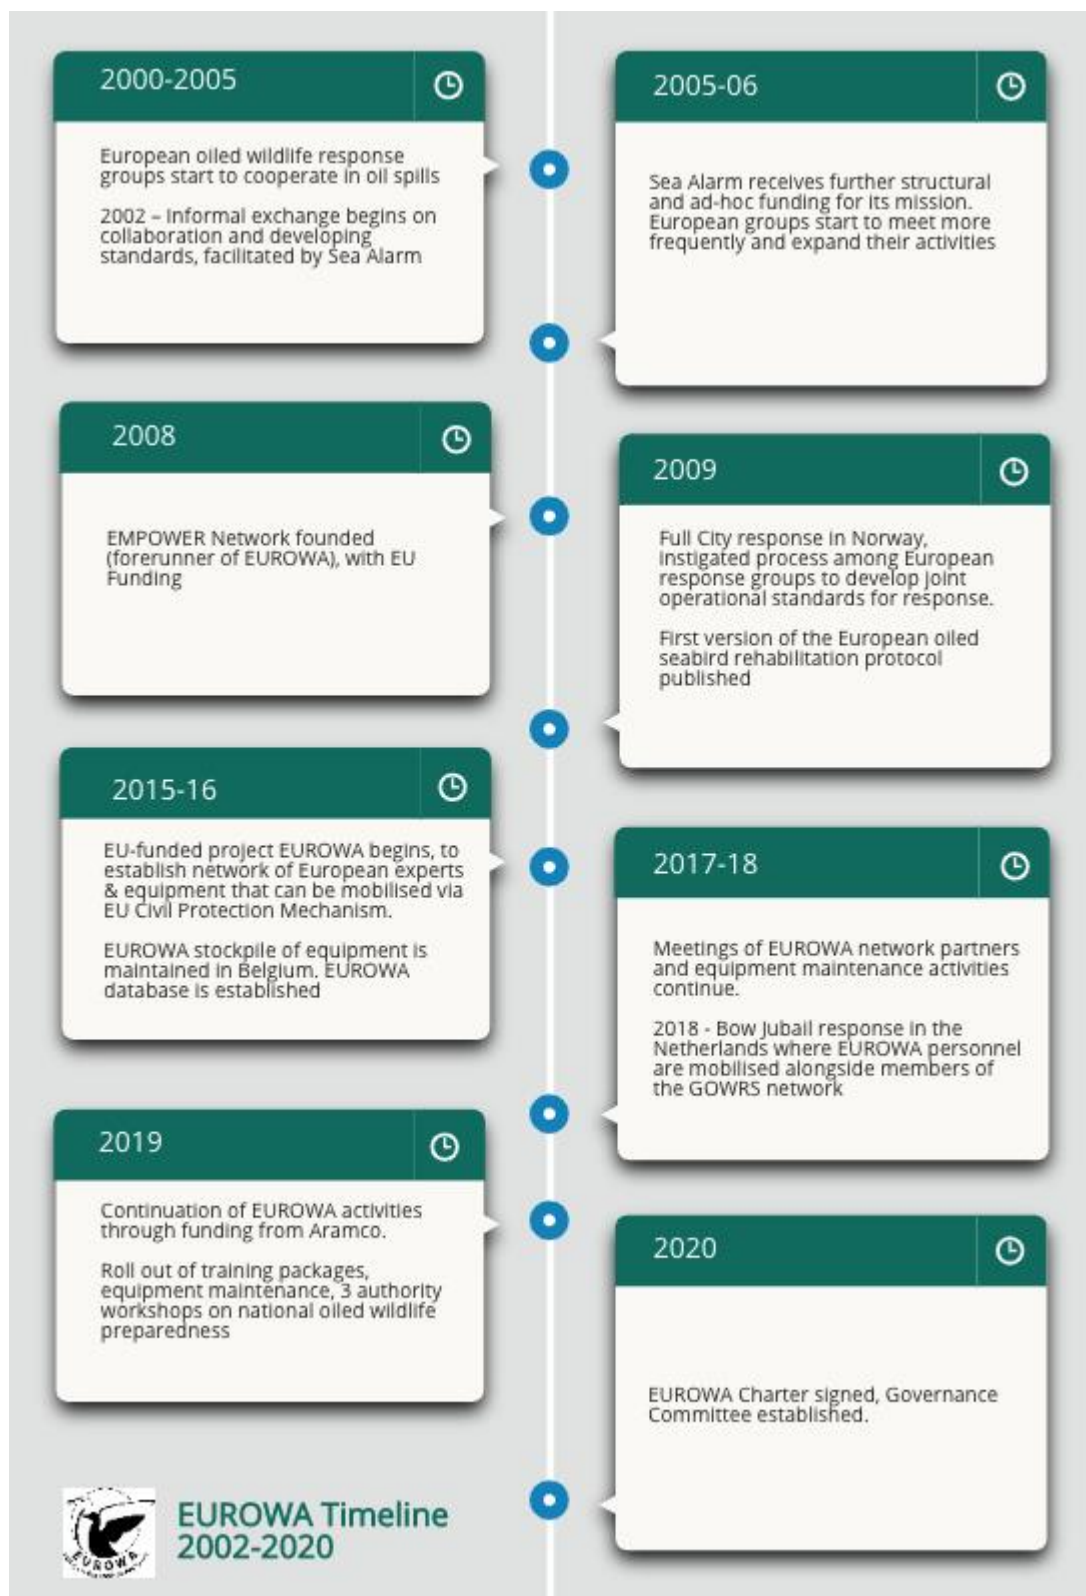 2000-2005
European oiled wildlife response
groups start to cooperate in oil spills
2002 – Informal exchange begins on
collaboration and developing
standards, facilitated by Sea Alarm
2005-06
Sea Alarm receives further structural
and ad-hoc funding for its mission.
European groups start to meet more
frequently and expand their activities
2008
EMPOWER Network founded
(forerunner of EUROWA), with EU
Funding
2009
Full City response in Norway,
instigated process among European
response groups to develop joint
operational standards for response.
First version of the European oiled
seabird rehabilitation protocol
published
2015-16
EU-funded project EUROWA begins, to
establish network of European experts
& equipment that can be mobilised via
EU Civil Protection Mechanism.
EUROWA stockpile of equipment is
maintained in Belgium. EUROWA
database is established
2017-18
Meetings of EUROWA network partners
and equipment maintenance activities
continue.
2018 - Bow Jubail response in the
Netherlands where EUROWA personnel
are mobilised alongside members of
the GOWRS network
2019
Continuation of EUROWA activities
through funding from Aramco.
Roll out of training packages,
equipment maintenance, 3 authority
workshops on national oiled wildlife
preparedness
2020
EUROWA Charter signed, Governance
Committee established.
EUROWA
EUROWA Timeline
2002-2020